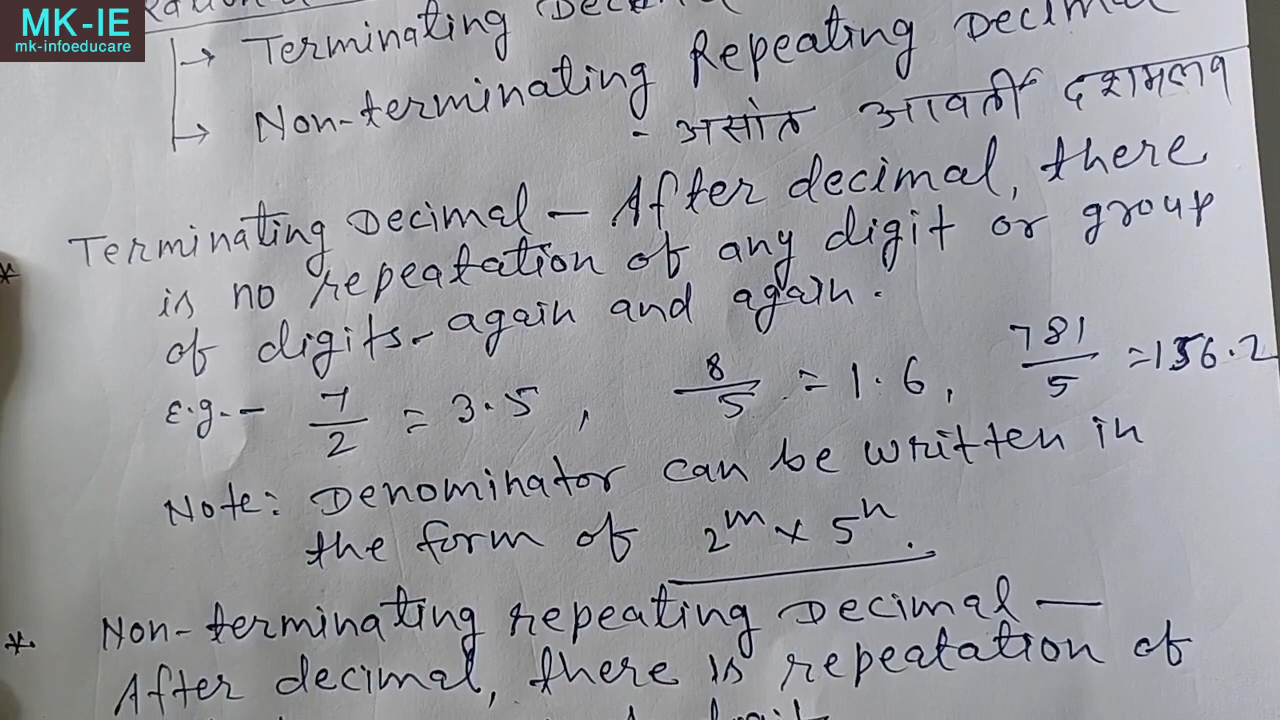 MK-IE
mk-infoeducare
→ Terminating Decimal
→ Non-terminating Repeating Decimal
- असांत आवर्ती दशमलव
* Terminating Decimal — After decimal, there
is no repeatation of any digit or group
of digits again and again.
E.g.- 7/2 = 3.5, 8/5 = 1.6, 781/5 = 156.2
Note: Denominator can be written in
the form of 2^m × 5^n.
* Non-terminating repeating Decimal —
After decimal, there is repeatation of